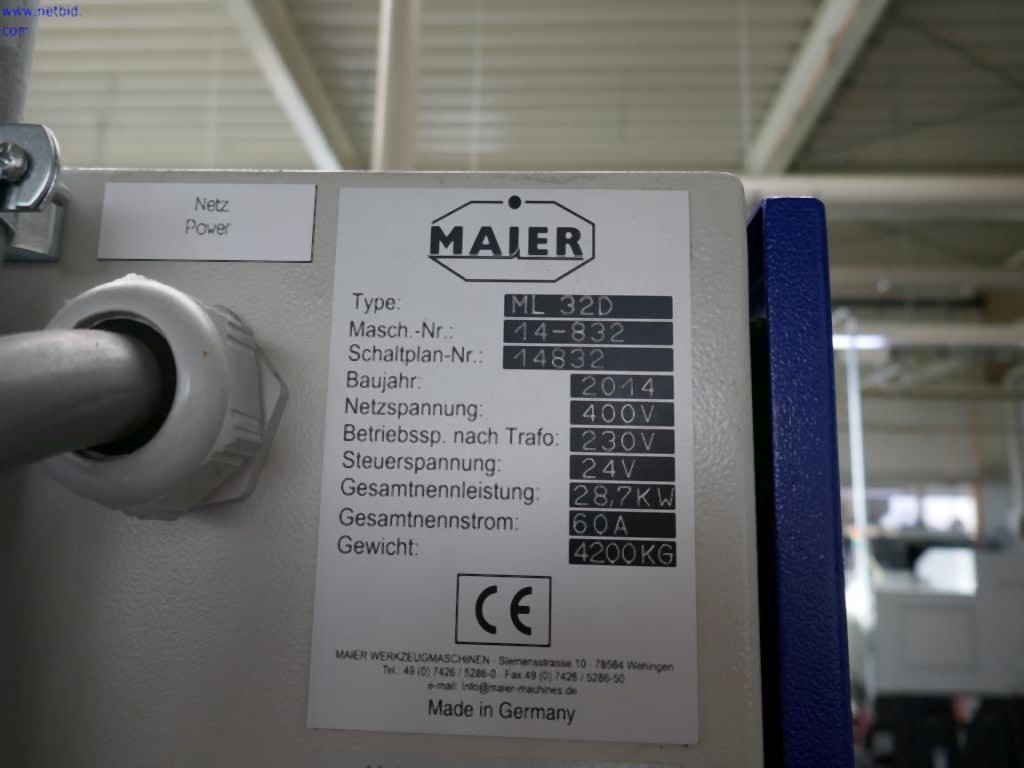 www.netbid.
com
Netz
Power
MAIER
Type: ML 32D
Masch.-Nr.: 14-832
Schaltplan-Nr.: 14832
Baujahr: 2014
Netzspannung: 400V
Betriebssp. nach Trafo: 230V
Steuerspannung: 24V
Gesamtnennleistung: 28,7KW
Gesamtnennstrom: 60A
Gewicht: 4200KG
CE
MAIER WERKZEUGMASCHINEN · Siemensstrasse 10 · 78564 Wehingen
Tel.: 49 (0) 7426 / 5286-0 · Fax 49 (0) 7426 / 5286-50
e-mail: info@maier-machines.de
Made in Germany